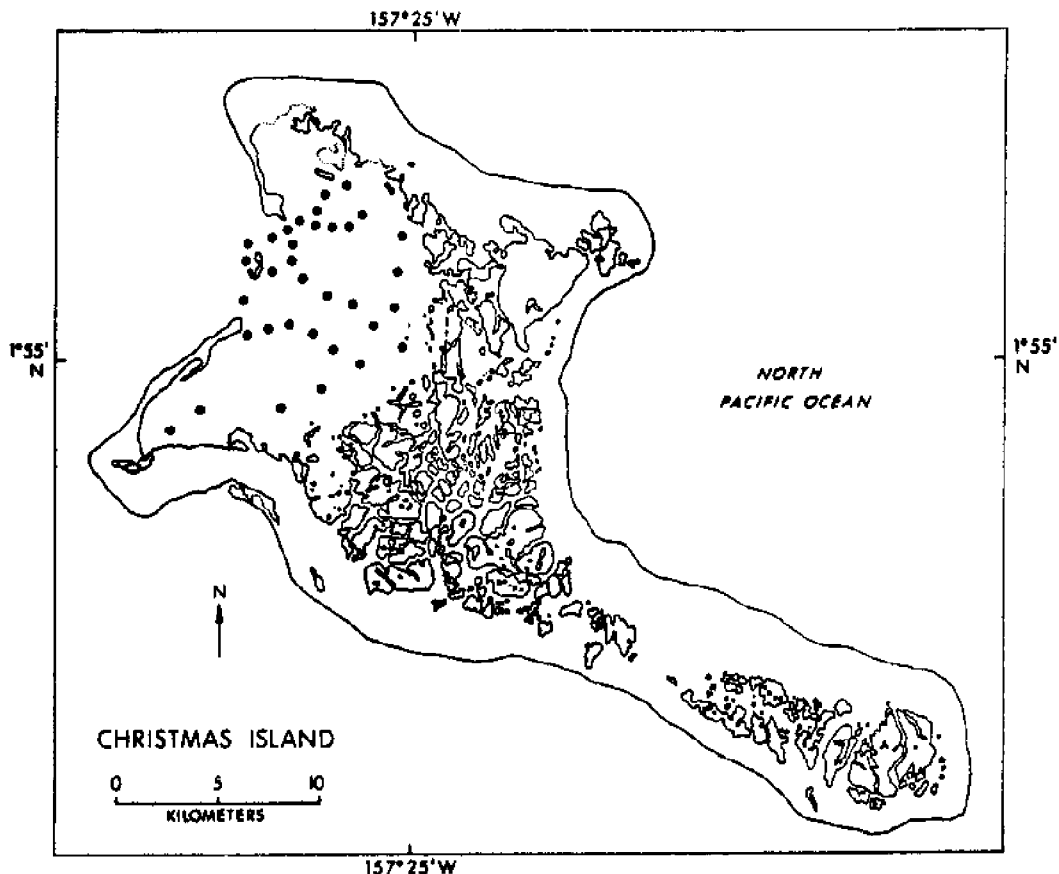 157°25'W
1°55'
N
1°55'
N
NORTH
PACIFIC OCEAN
N
CHRISTMAS ISLAND
0 5 10
KILOMETERS
157°25'W